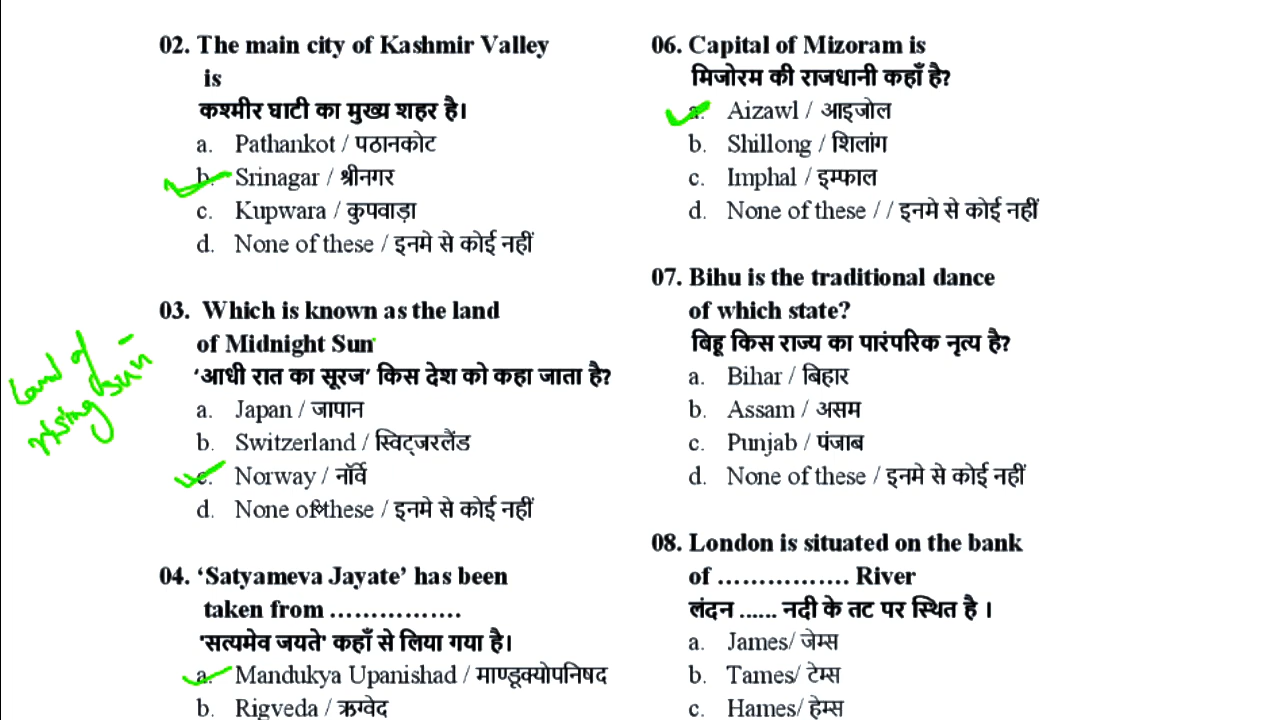 02. The main city of Kashmir Valley
is
कश्मीर घाटी का मुख्य शहर है।
a. Pathankot / पठानकोट
b. Srinagar / श्रीनगर
c. Kupwara / कुपवाड़ा
d. None of these / इनमे से कोई नहीं
03. Which is known as the land
of Midnight Sun
'आधी रात का सूरज' किस देश को कहा जाता है?
a. Japan / जापान
b. Switzerland / स्विट्जरलैंड
c. Norway / नॉर्वे
d. None of these / इनमे से कोई नहीं
Land of
rising sun
04. 'Satyameva Jayate' has been
taken from …………….
'सत्यमेव जयते' कहाँ से लिया गया है।
a. Mandukya Upanishad / माण्डूक्योपनिषद
b. Rigveda / ऋग्वेद
06. Capital of Mizoram is
मिजोरम की राजधानी कहाँ है?
a. Aizawl / आइजोल
b. Shillong / शिलांग
c. Imphal / इम्फाल
d. None of these / / इनमे से कोई नहीं
07. Bihu is the traditional dance
of which state?
बिहू किस राज्य का पारंपरिक नृत्य है?
a. Bihar / बिहार
b. Assam / असम
c. Punjab / पंजाब
d. None of these / इनमे से कोई नहीं
08. London is situated on the bank
of ……………. River
लंदन ...... नदी के तट पर स्थित है ।
a. James/ जेम्स
b. Tames/ टेम्स
c. Hames/ हेम्स